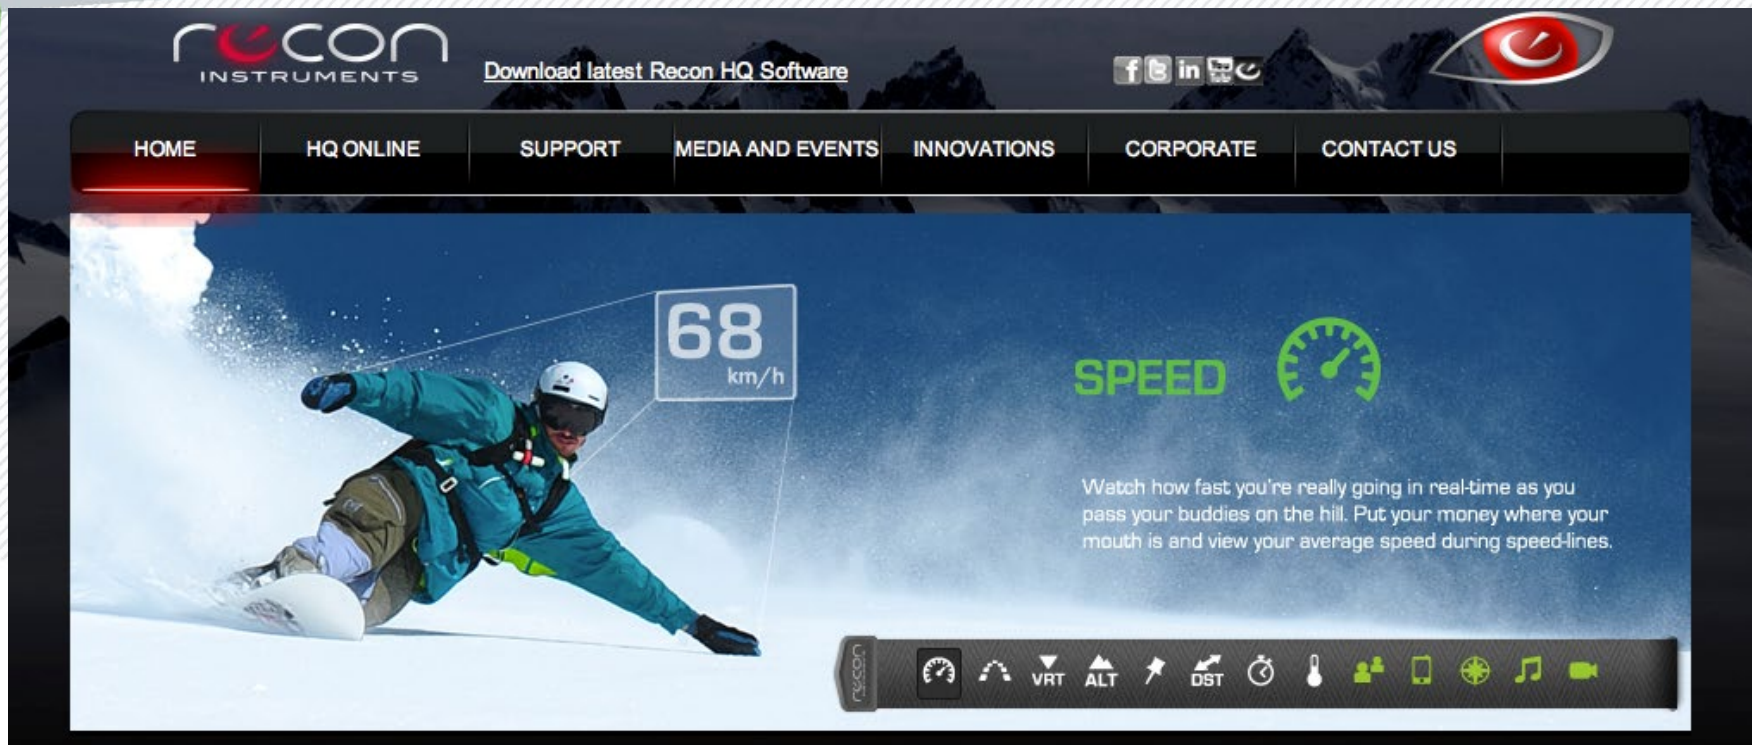 recon
INSTRUMENTS
Download latest Recon HQ Software
HOME
HQ ONLINE
SUPPORT
MEDIA AND EVENTS
INNOVATIONS
CORPORATE
CONTACT US
68
km/h
SPEED
Watch how fast you're really going in real-time as you
pass your buddies on the hill. Put your money where your
mouth is and view your average speed during speed-lines.
recon
VRT
ALT
DST